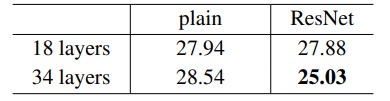 plain ResNet
18 layers 27.94 27.88
34 layers 28.54 25.03